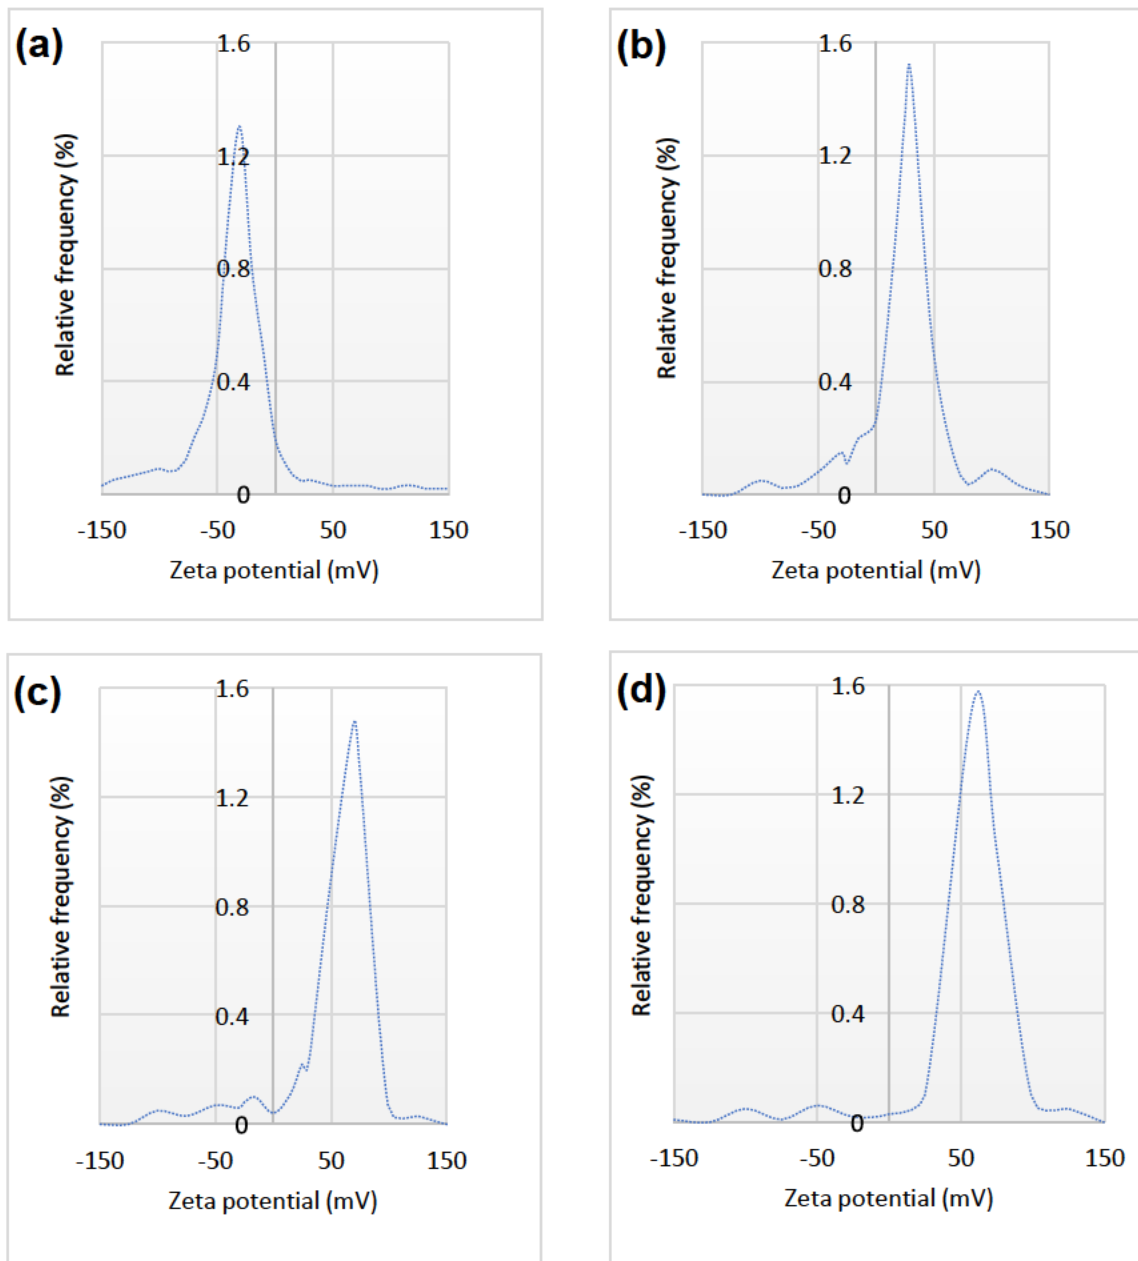 (a)
1.6
1.2
0.8
0.4
0
Relative frequency (%)
-150 -50 50 150
Zeta potential (mV)
(b)
1.6
1.2
0.8
0.4
0
Relative frequency (%)
-150 -50 50 150
Zeta potential (mV)
(c)
1.6
1.2
0.8
0.4
0
Relative frequency (%)
-150 -50 50 150
Zeta potential (mV)
(d)
1.6
1.2
0.8
0.4
0
Relative frequency (%)
-150 -50 50 150
Zeta potential (mV)